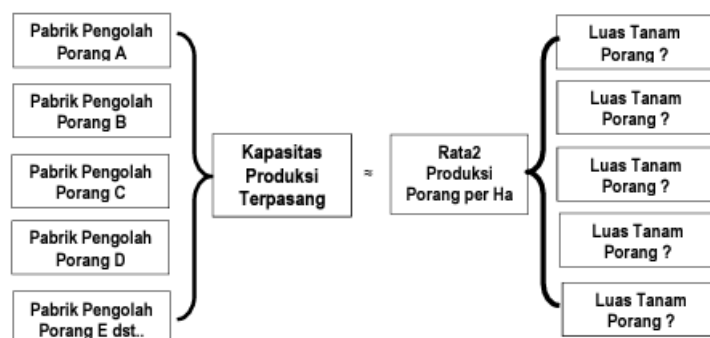 Pabrik Pengolah
Porang A
Pabrik Pengolah
Porang B
Pabrik Pengolah
Porang C
Pabrik Pengolah
Porang D
Pabrik Pengolah
Porang E dst..
Kapasitas
Produksi
Terpasang
≈
Rata2
Produksi
Porang per Ha
Luas Tanam
Porang ?
Luas Tanam
Porang ?
Luas Tanam
Porang ?
Luas Tanam
Porang ?
Luas Tanam
Porang ?